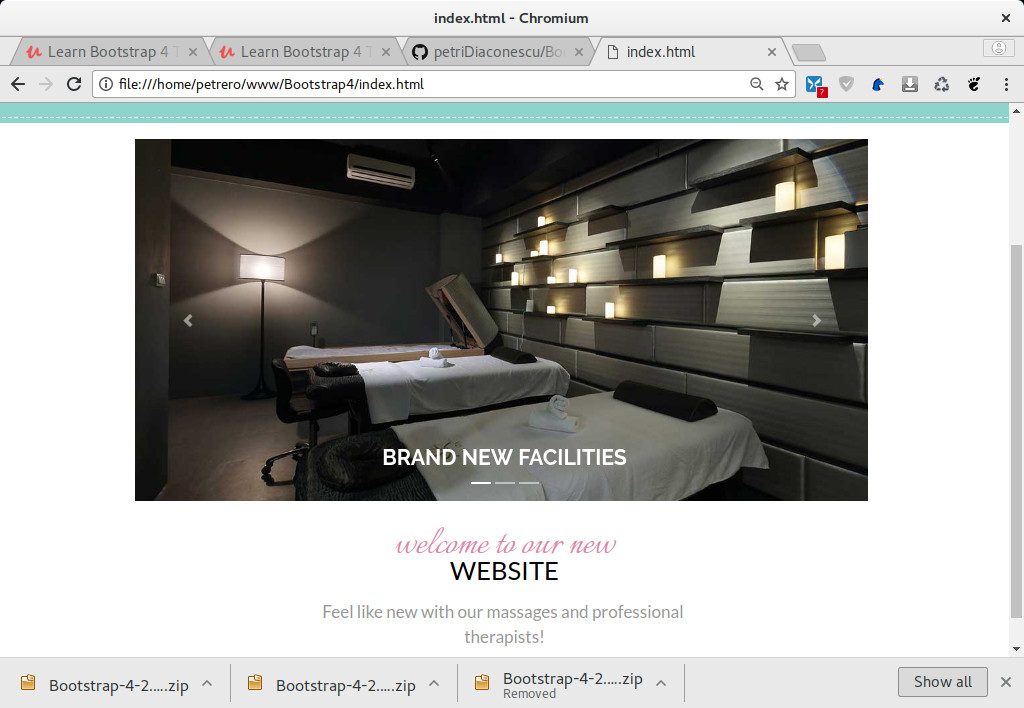 index.html - Chromium
Learn Bootstrap 4 T
Learn Bootstrap 4 T
petriDiaconescu/Boo
index.html
file:///home/petrero/www/Bootstrap4/index.html
?
BRAND NEW FACILITIES
welcome to our new
WEBSITE
Feel like new with our massages and professional
therapists!
Bootstrap-4-2.....zip
Bootstrap-4-2.....zip
Bootstrap-4-2.....zip
Removed
Show all